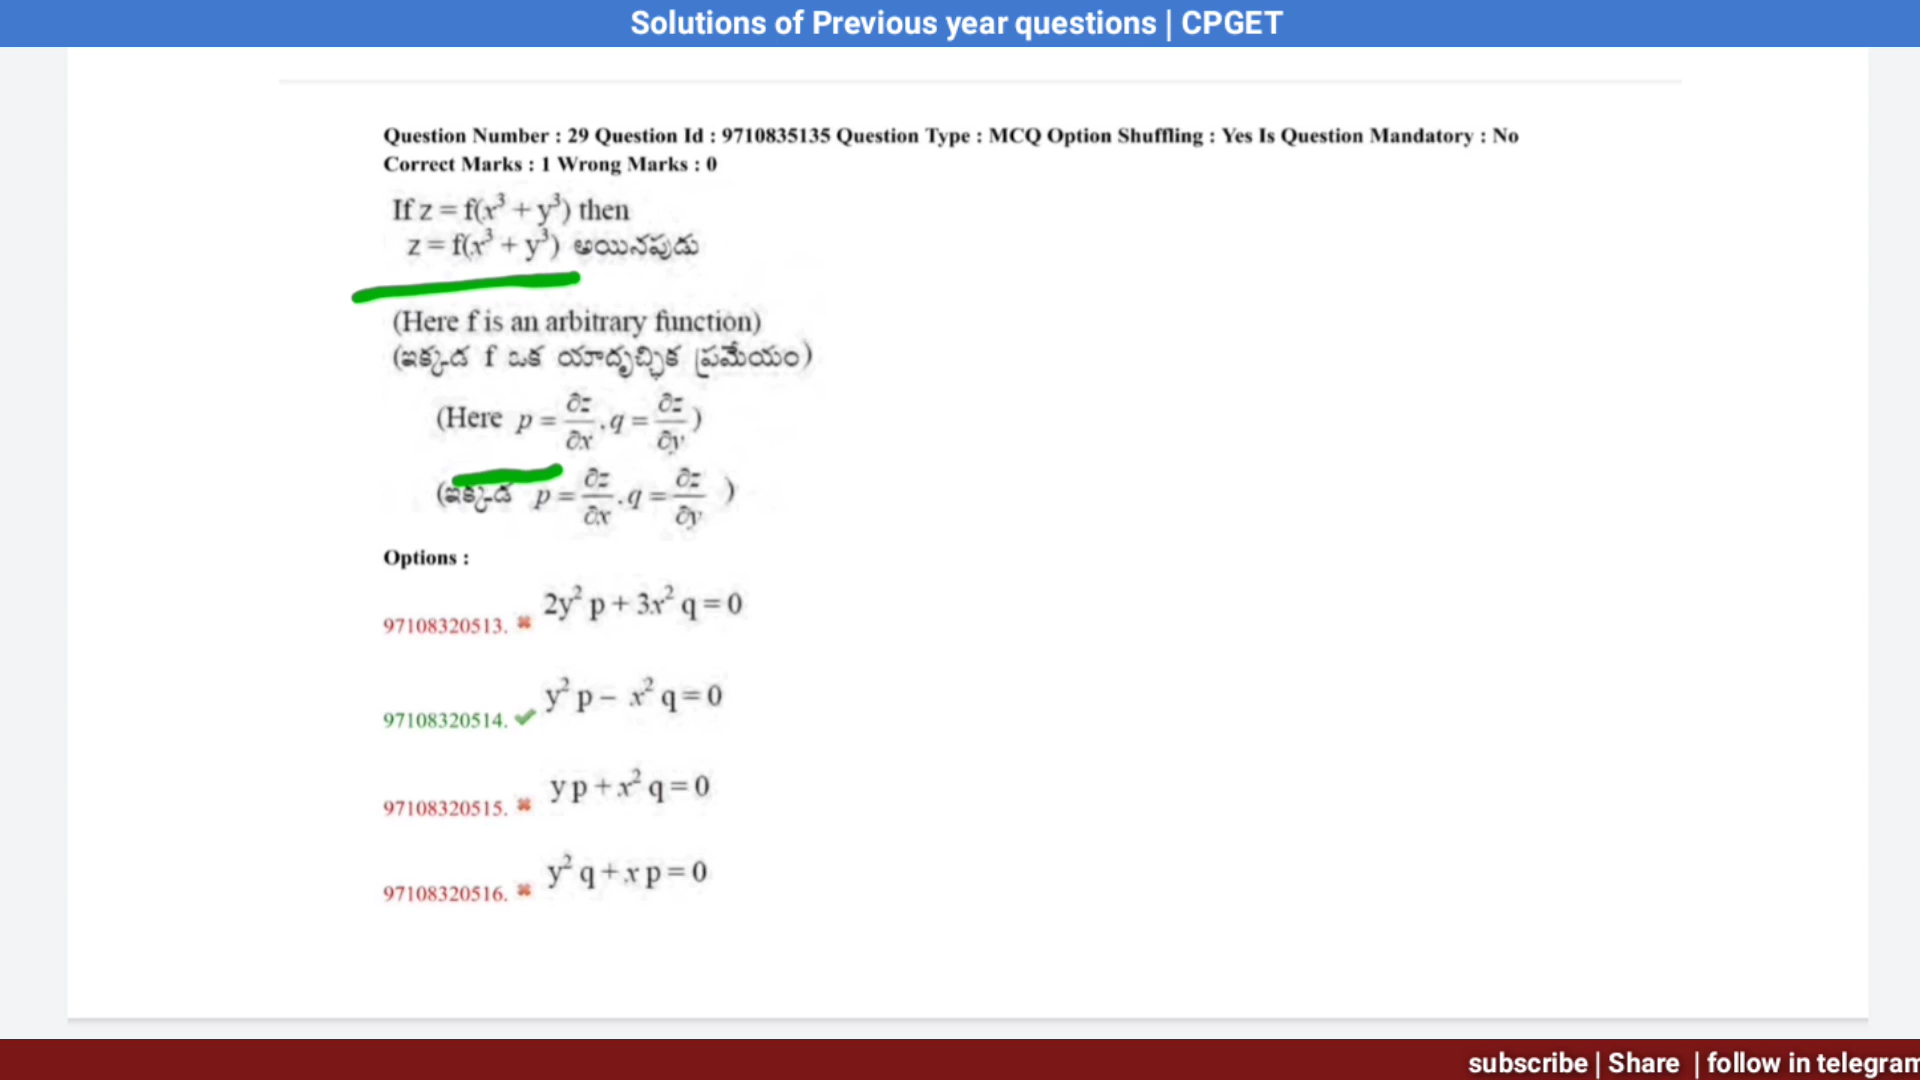 Solutions of Previous year questions | CPGET
Question Number : 29 Question Id : 9710835135 Question Type : MCQ Option Shuffling : Yes Is Question Mandatory : No
Correct Marks : 1 Wrong Marks : 0
If z = f(x³ + y³) then
z = f(x³ + y³) అయినపుడు
(Here f is an arbitrary function)
(ఇక్కడ f ఒక యాదృచ్ఛిక ప్రమేయం)
(Here p = ∂z/∂x , q = ∂z/∂y )
(ఇక్కడ p = ∂z/∂x , q = ∂z/∂y )
Options :
97108320513. ✖ 2y² p + 3x² q = 0
97108320514. ✔ y² p − x² q = 0
97108320515. ✖ y p + x² q = 0
97108320516. ✖ y² q + x p = 0
subscribe | Share | follow in telegram